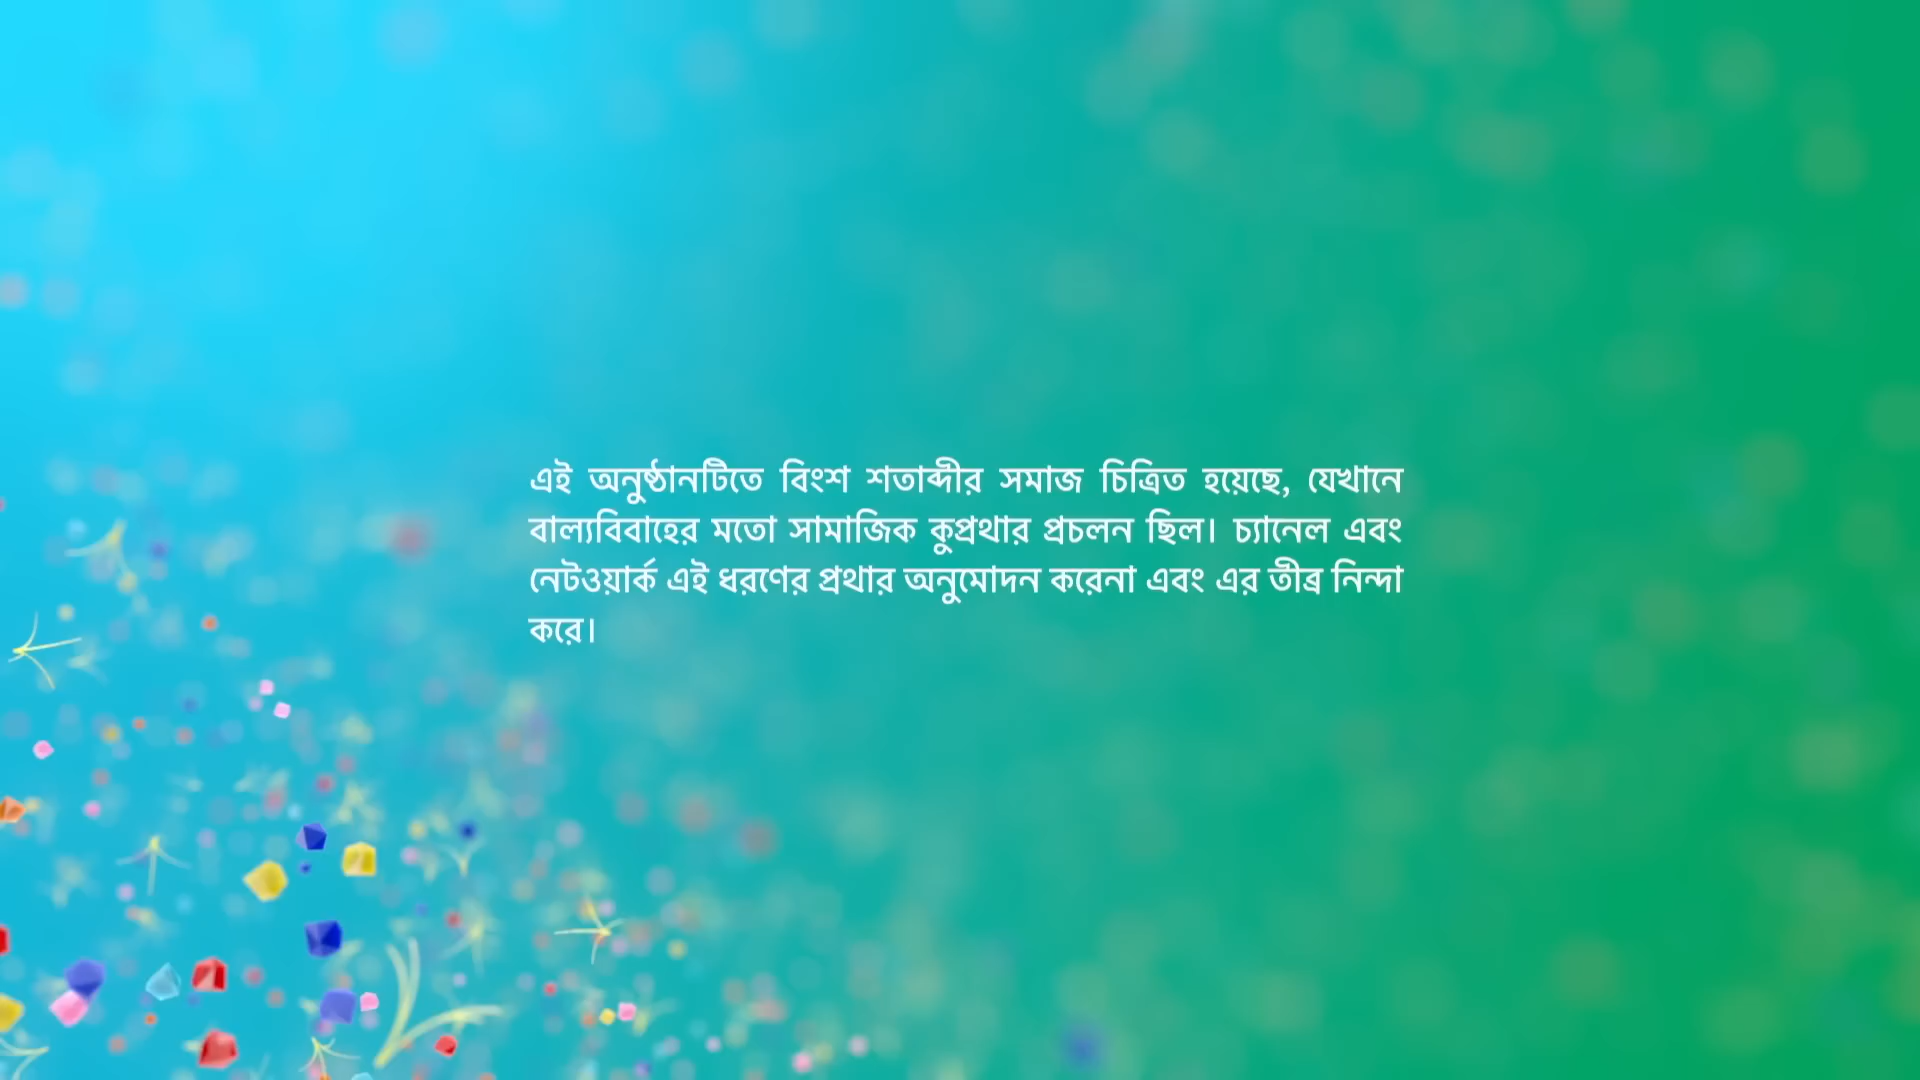 এই অনুষ্ঠানটিতে বিংশ শতাব্দীর সমাজ চিত্রিত হয়েছে, যেখানে
বাল্যবিবাহের মতো সামাজিক কুপ্রথার প্রচলন ছিল। চ্যানেল এবং
নেটওয়ার্ক এই ধরণের প্রথার অনুমোদন করেনা এবং এর তীব্র নিন্দা
করে।